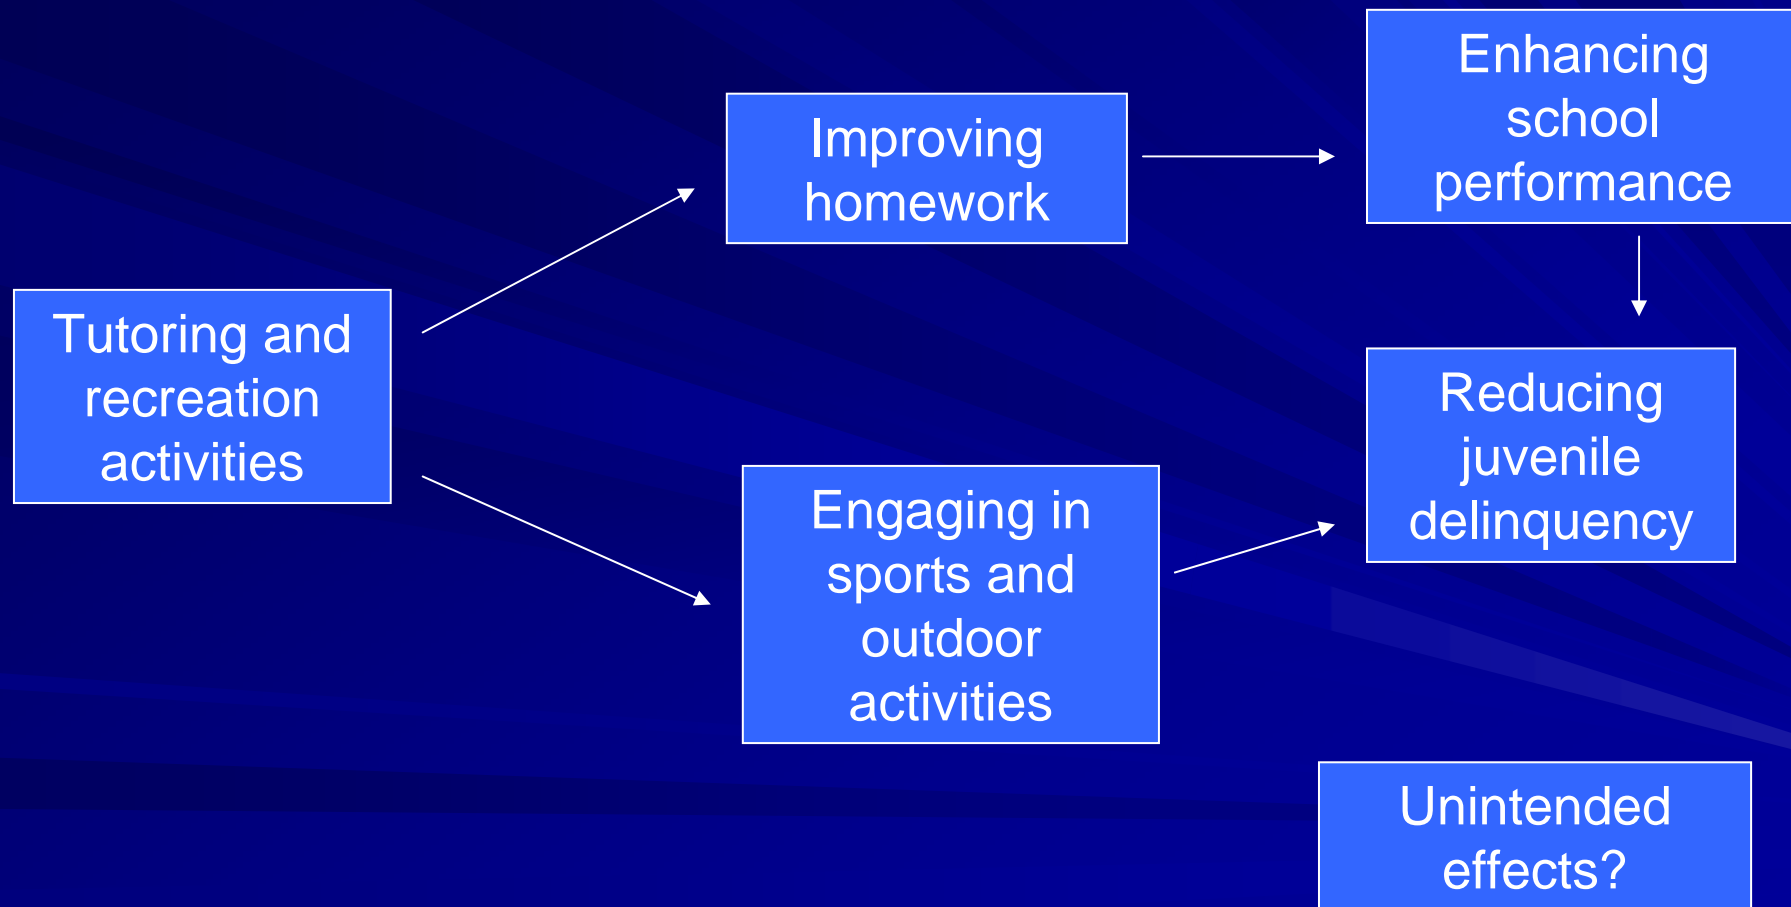 Enhancing
school
performance
Improving
homework
Tutoring and
recreation
activities
Reducing
juvenile
delinquency
Engaging in
sports and
outdoor
activities
Unintended
effects?